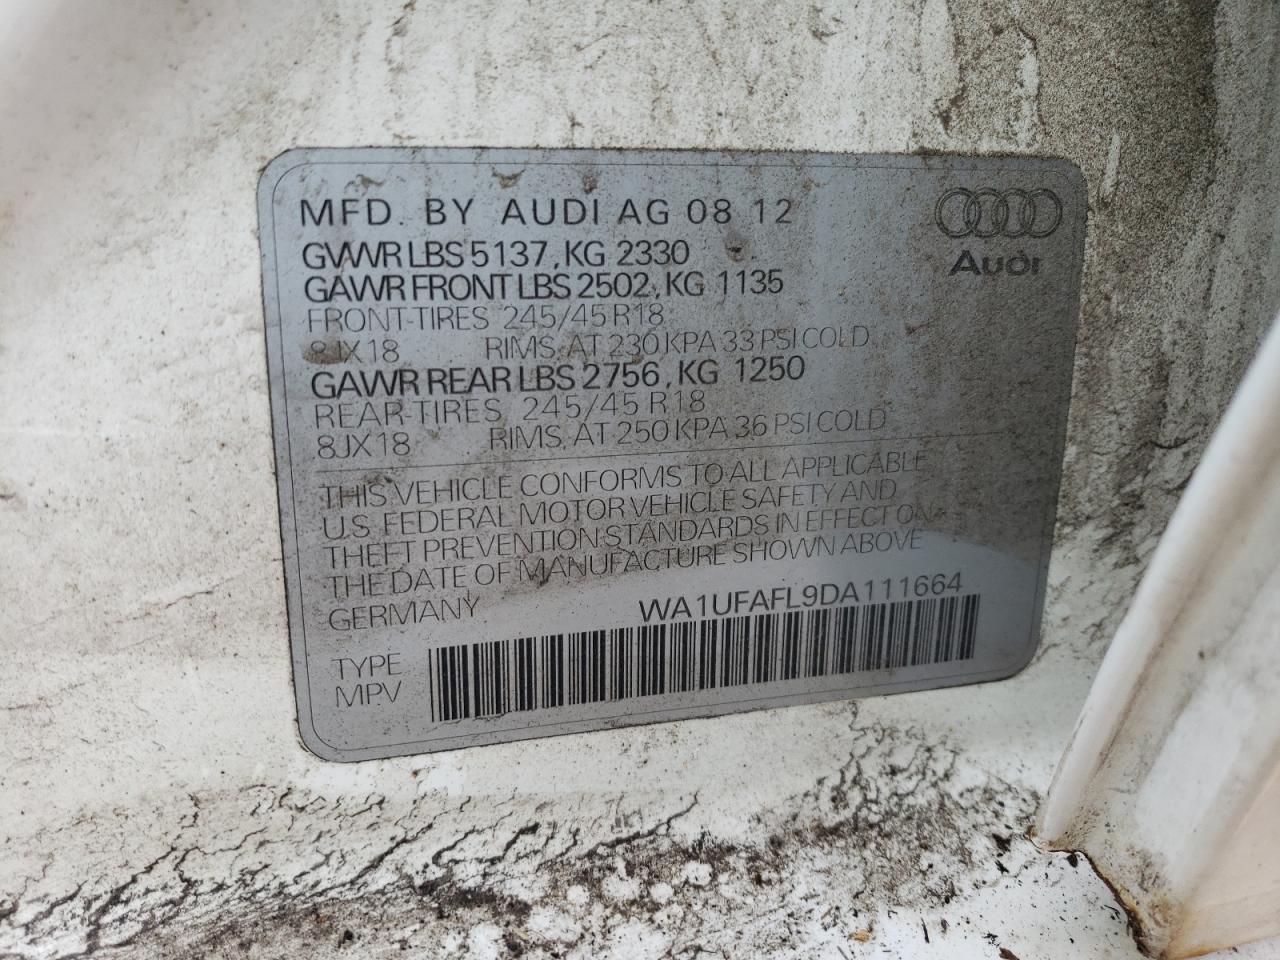 MFD. BY AUDI AG 08 12
Audi
GVWR LBS 5137, KG 2330
GAWR FRONT LBS 2502, KG 1135
FRONT-TIRES 245/45 R18
8JX18 RIMS, AT 230 KPA 33 PSI COLD
GAWR REAR LBS 2756, KG 1250
REAR-TIRES 245/45 R18
8JX18 RIMS, AT 250 KPA 36 PSI COLD
THIS VEHICLE CONFORMS TO ALL APPLICABLE
U.S. FEDERAL MOTOR VEHICLE SAFETY AND
THEFT PREVENTION STANDARDS IN EFFECT ON
THE DATE OF MANUFACTURE SHOWN ABOVE
GERMANY WA1UFAFL9DA111664
TYPE
MPV